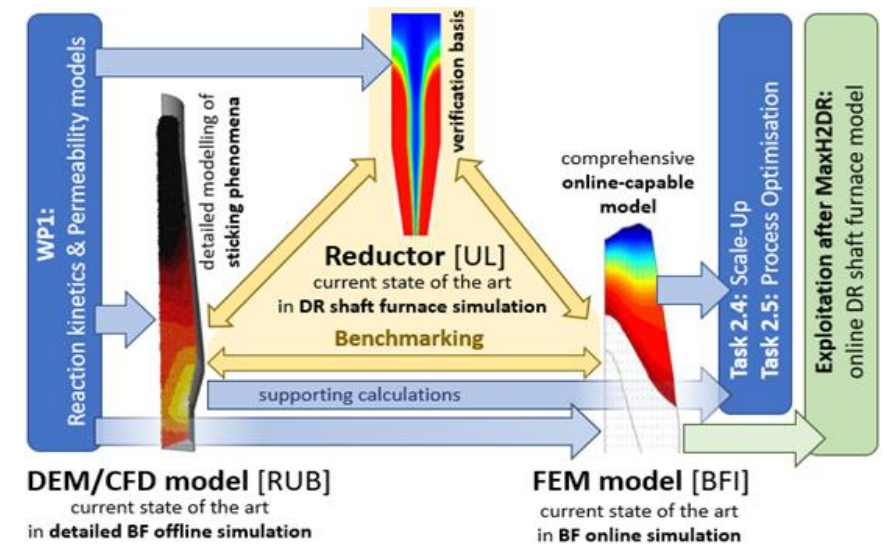 WP1:
Reaction kinetics & Permeability models
detailed modelling of
sticking phenomena
verification basis
comprehensive
online-capable
model
Reductor [UL]
current state of the art
in DR shaft furnace simulation
Benchmarking
supporting calculations
DEM/CFD model [RUB]
current state of the art
in detailed BF offline simulation
FEM model [BFI]
current state of the art
in BF online simulation
Task 2.4: Scale-Up
Task 2.5: Process Optimisation
Exploitation after MaxH2DR:
online DR shaft furnace model